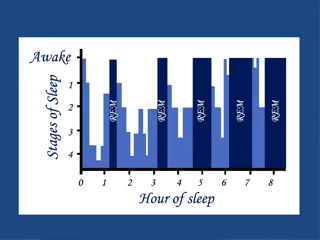 Awake
1
2
3
4
Stages of Sleep
REM
REM
REM
REM
REM
0 1 2 3 4 5 6 7 8
Hour of sleep